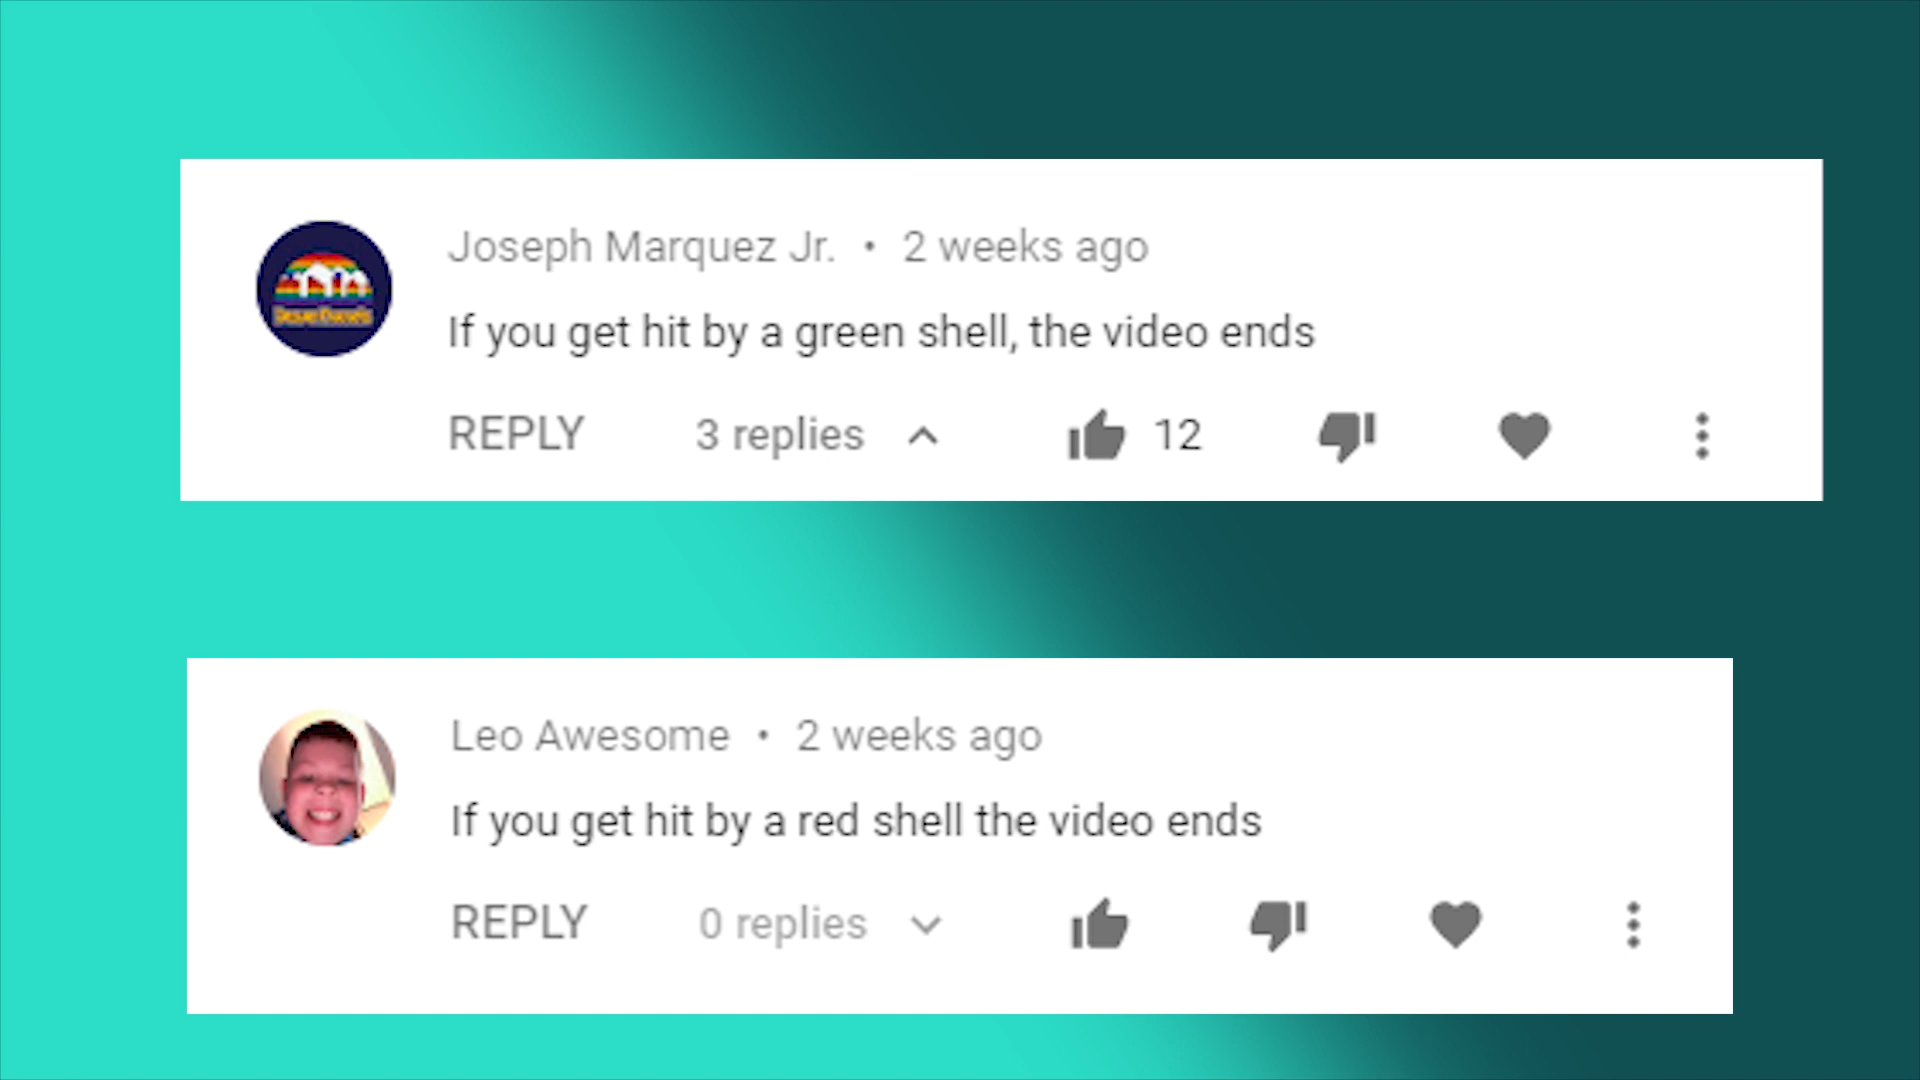 Joseph Marquez Jr. • 2 weeks ago
If you get hit by a green shell, the video ends
REPLY 3 replies 12
Leo Awesome • 2 weeks ago
If you get hit by a red shell the video ends
REPLY 0 replies